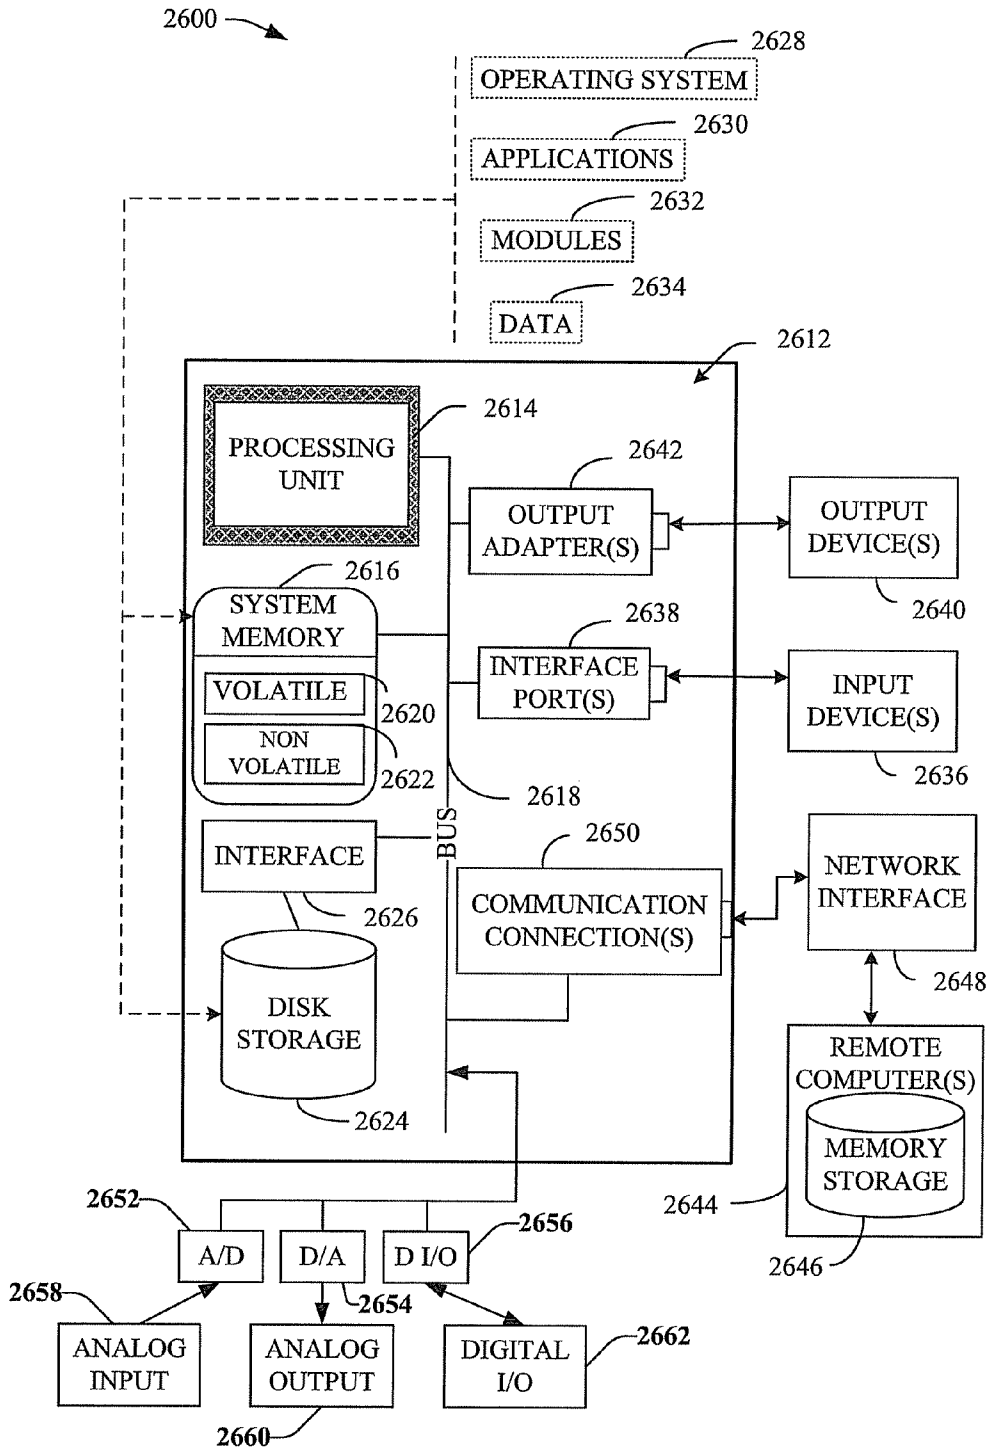 2600
2628
OPERATING SYSTEM
2630
APPLICATIONS
2632
MODULES
2634
DATA
2612
2614
PROCESSING
UNIT
2642
OUTPUT
ADAPTER(S)
OUTPUT
DEVICE(S)
2640
2616
SYSTEM
MEMORY
VOLATILE
2620
NON
VOLATILE
2622
2638
INTERFACE
PORT(S)
INPUT
DEVICE(S)
2636
2618
BUS
INTERFACE
2626
2650
COMMUNICATION
CONNECTION(S)
NETWORK
INTERFACE
2648
DISK
STORAGE
2624
REMOTE
COMPUTER(S)
MEMORY
STORAGE
2644
2646
2652
A/D
D/A
2654
D I/O
2656
2658
ANALOG
INPUT
ANALOG
OUTPUT
2660
DIGITAL
I/O
2662